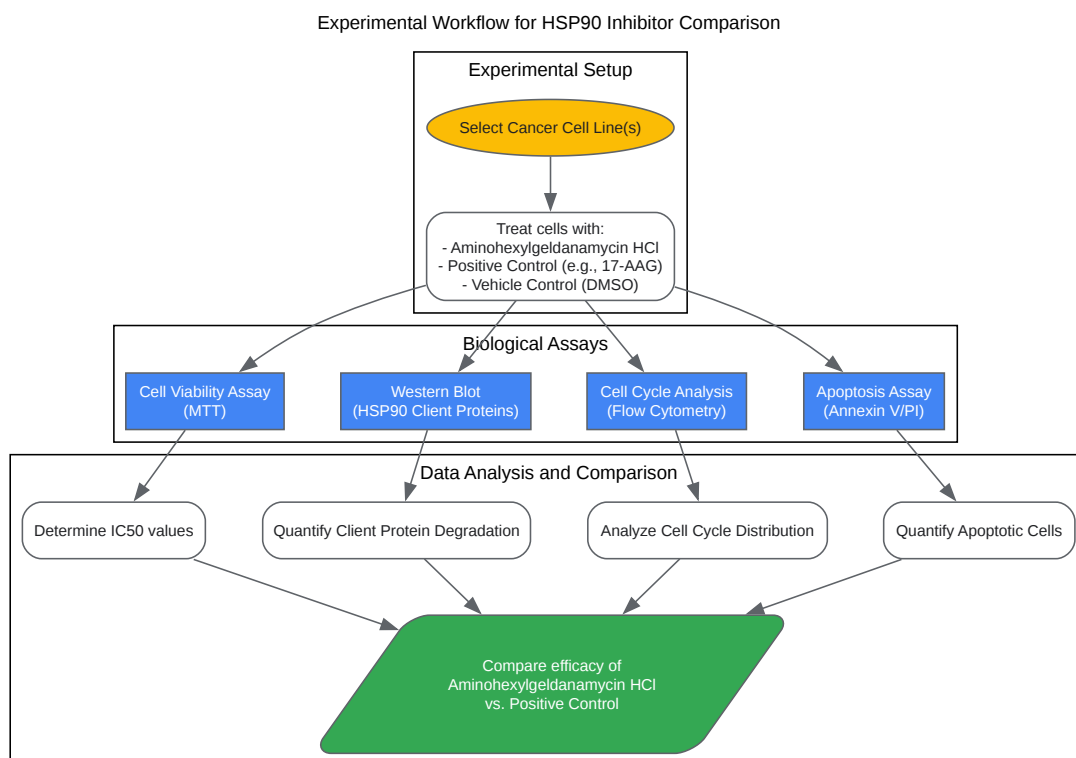 Experimental Workflow for HSP90 Inhibitor Comparison
Experimental Setup
Select Cancer Cell Line(s)
Treat cells with:
- Aminohexylgeldanamycin HCl
- Positive Control (e.g., 17-AAG)
- Vehicle Control (DMSO)
Biological Assays
Cell Viability Assay
(MTT)
Western Blot
(HSP90 Client Proteins)
Cell Cycle Analysis
(Flow Cytometry)
Apoptosis Assay
(Annexin V/PI)
Data Analysis and Comparison
Determine IC50 values
Quantify Client Protein Degradation
Analyze Cell Cycle Distribution
Quantify Apoptotic Cells
Compare efficacy of
Aminohexylgeldanamycin HCl
vs. Positive Control